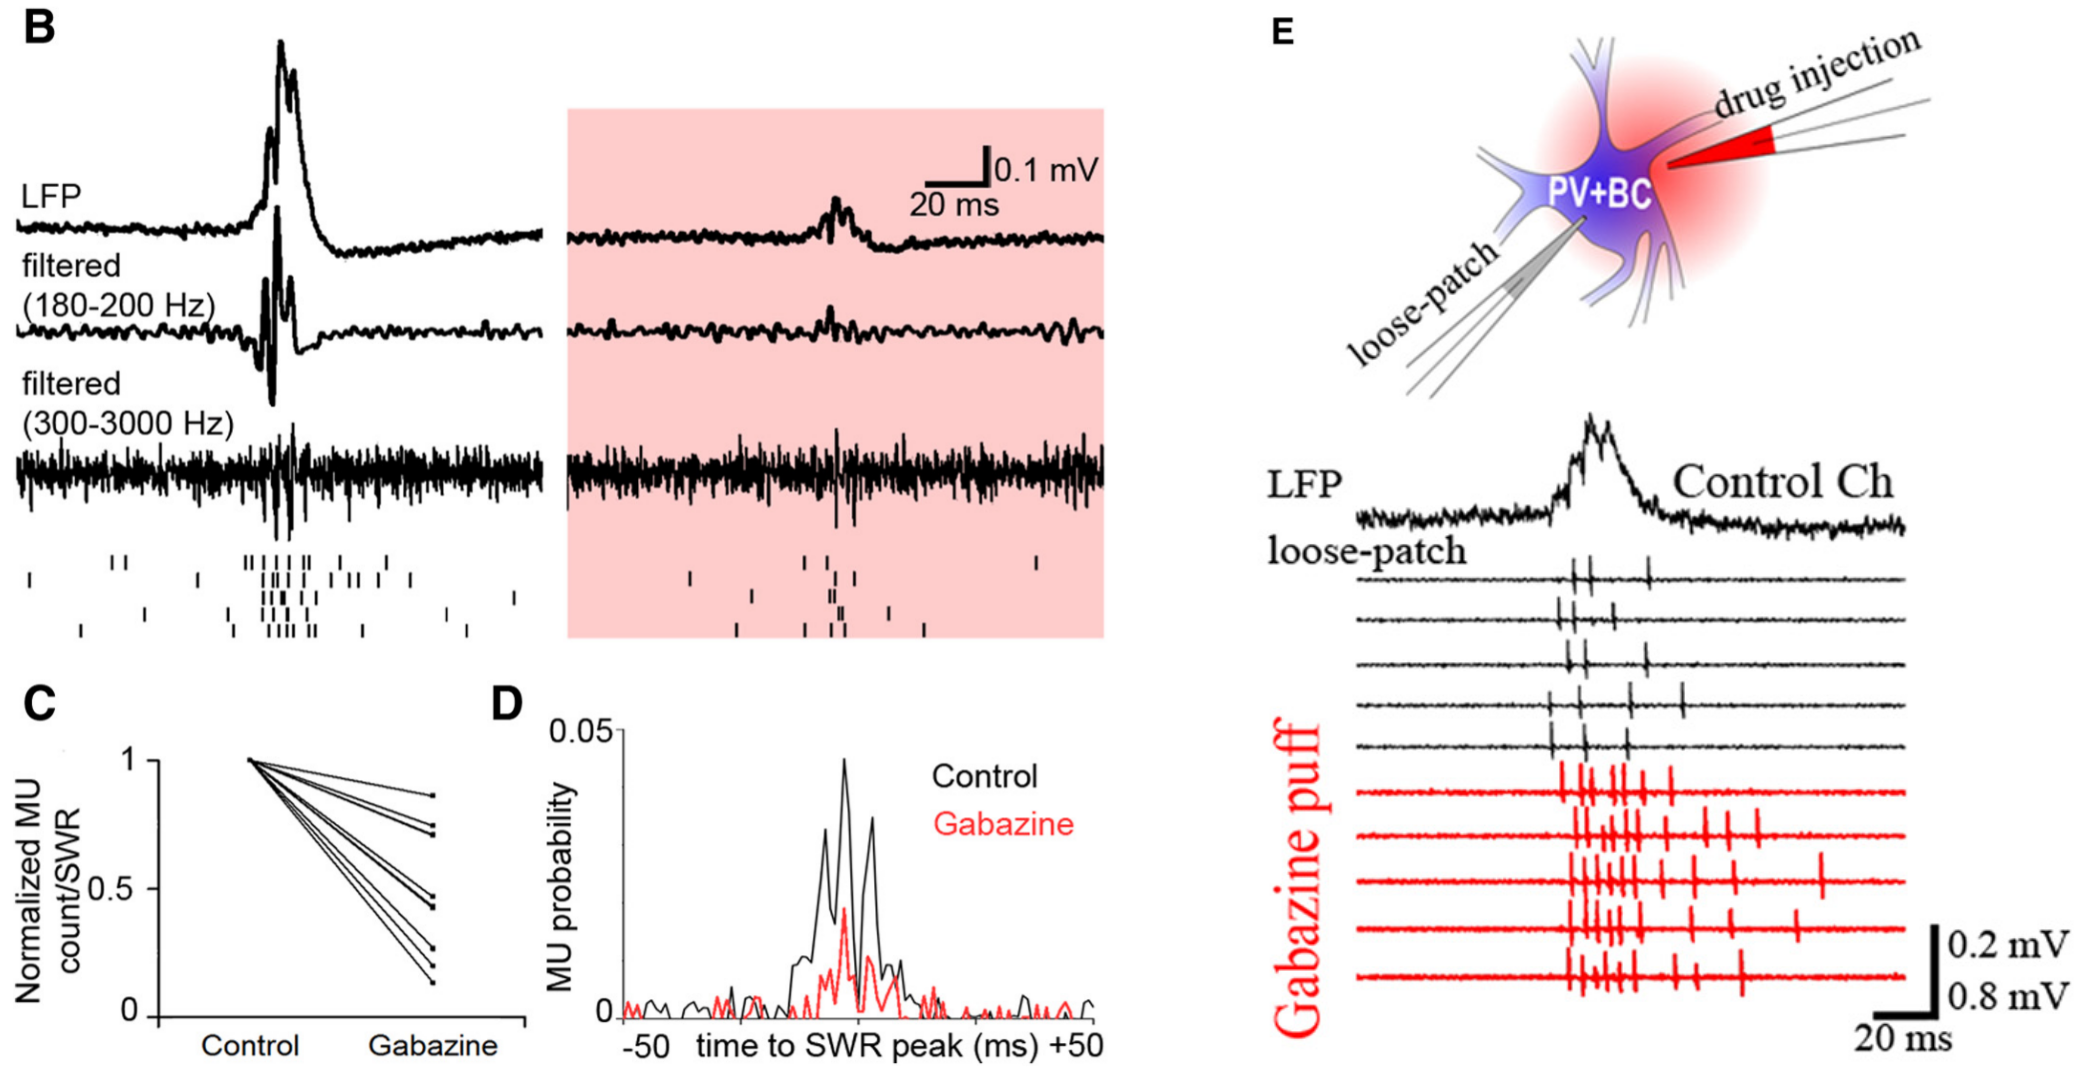 B
LFP
filtered
(180-200 Hz)
filtered
(300-3000 Hz)
0.1 mV
20 ms
C
Normalized MU
count/SWR
1
0.5
0
Control
Gabazine
D
MU probability
0.05
0
Control
Gabazine
-50
time to SWR peak (ms)
+50
E
drug injection
PV+BC
loose-patch
LFP
Control Ch
loose-patch
Gabazine puff
0.2 mV
0.8 mV
20 ms